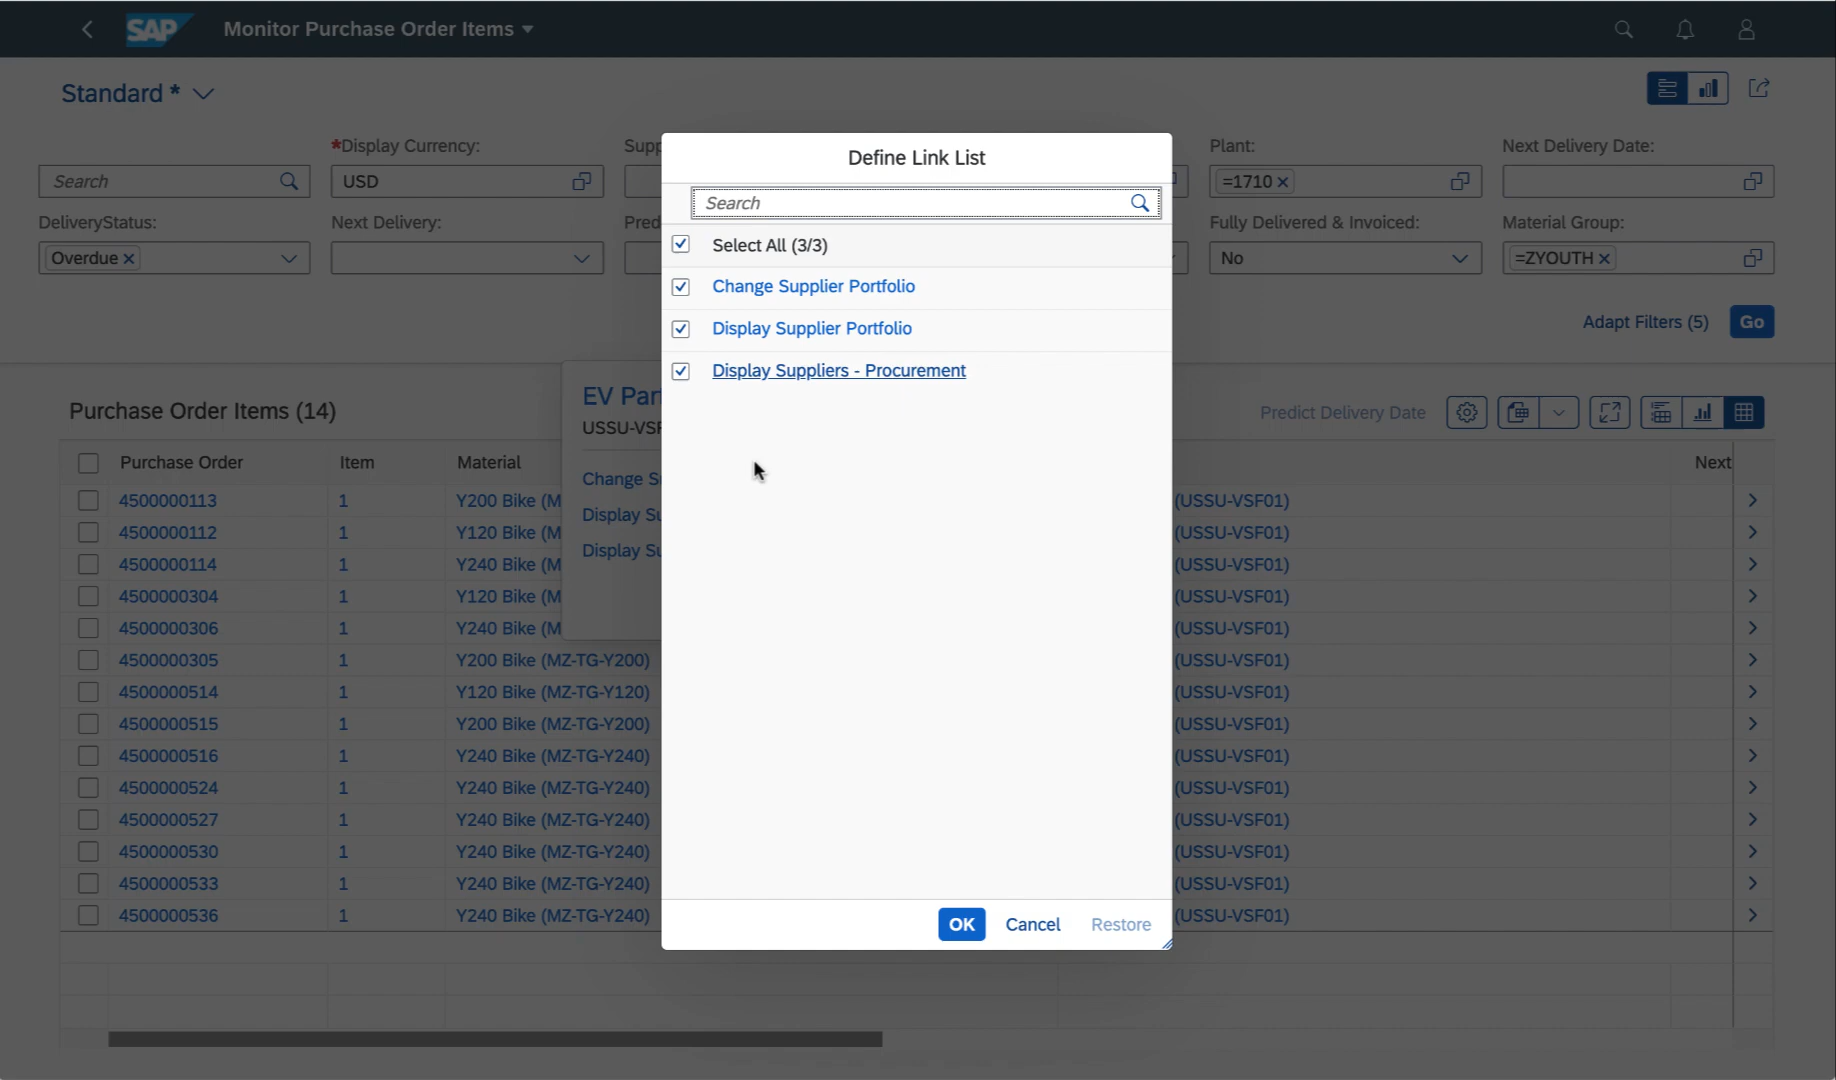 SAP
Monitor Purchase Order Items
Standard *
*Display Currency:
Plant:
Next Delivery Date:
Search
USD
=1710
DeliveryStatus:
Next Delivery:
Fully Delivered & Invoiced:
Material Group:
Overdue
No
=ZYOUTH
Adapt Filters (5)
Go
Define Link List
Search
Select All (3/3)
Change Supplier Portfolio
Display Supplier Portfolio
Display Suppliers - Procurement
OK
Cancel
Restore
EV Par
USSU-VSF
Change S
Display Su
Display Su
Purchase Order Items (14)
Predict Delivery Date
Purchase Order
Item
Material
Next
4500000113 1 Y200 Bike (M (USSU-VSF01)
4500000112 1 Y120 Bike (M (USSU-VSF01)
4500000114 1 Y240 Bike (M (USSU-VSF01)
4500000304 1 Y120 Bike (M (USSU-VSF01)
4500000306 1 Y240 Bike (M (USSU-VSF01)
4500000305 1 Y200 Bike (MZ-TG-Y200) (USSU-VSF01)
4500000514 1 Y120 Bike (MZ-TG-Y120) (USSU-VSF01)
4500000515 1 Y200 Bike (MZ-TG-Y200) (USSU-VSF01)
4500000516 1 Y240 Bike (MZ-TG-Y240) (USSU-VSF01)
4500000524 1 Y240 Bike (MZ-TG-Y240) (USSU-VSF01)
4500000527 1 Y240 Bike (MZ-TG-Y240) (USSU-VSF01)
4500000530 1 Y240 Bike (MZ-TG-Y240) (USSU-VSF01)
4500000533 1 Y240 Bike (MZ-TG-Y240) (USSU-VSF01)
4500000536 1 Y240 Bike (MZ-TG-Y240) (USSU-VSF01)